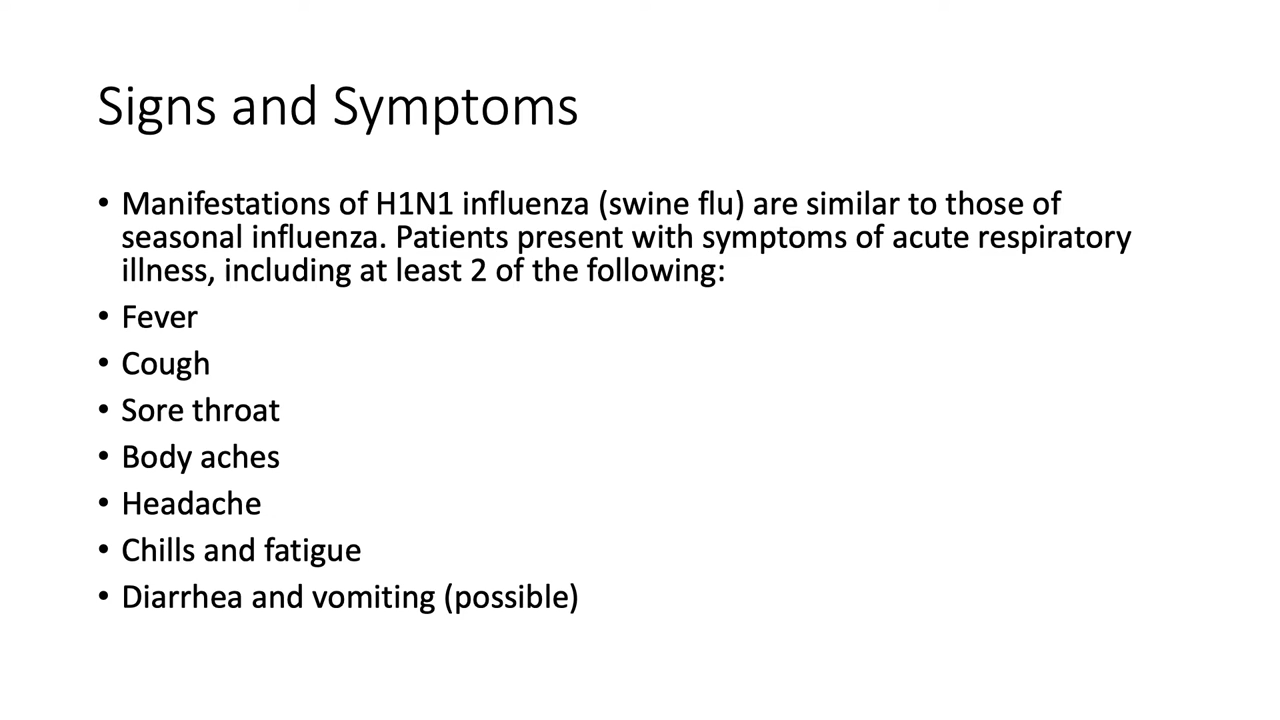 Signs and Symptoms
• Manifestations of H1N1 influenza (swine flu) are similar to those of
seasonal influenza. Patients present with symptoms of acute respiratory
illness, including at least 2 of the following:
• Fever
• Cough
• Sore throat
• Body aches
• Headache
• Chills and fatigue
• Diarrhea and vomiting (possible)